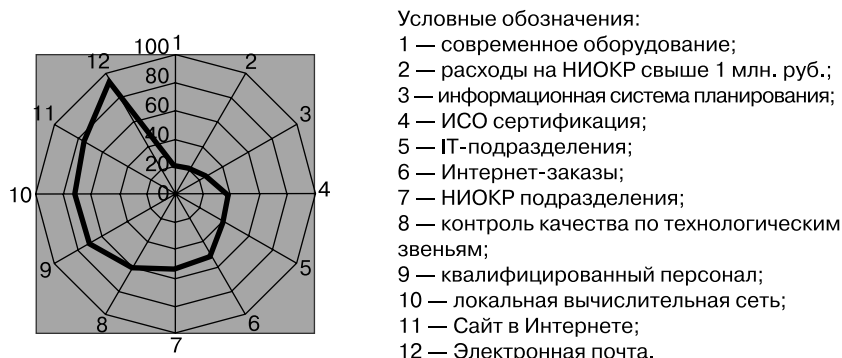 100
80
60
40
20
0
1
2
3
4
5
6
7
8
9
10
11
12
Условные обозначения:
1 — современное оборудование;
2 — расходы на НИОКР свыше 1 млн. руб.;
3 — информационная система планирования;
4 — ИСО сертификация;
5 — IT-подразделения;
6 — Интернет-заказы;
7 — НИОКР подразделения;
8 — контроль качества по технологическим
звеньям;
9 — квалифицированный персонал;
10 — локальная вычислительная сеть;
11 — Сайт в Интернете;
12 — Электронная почта.